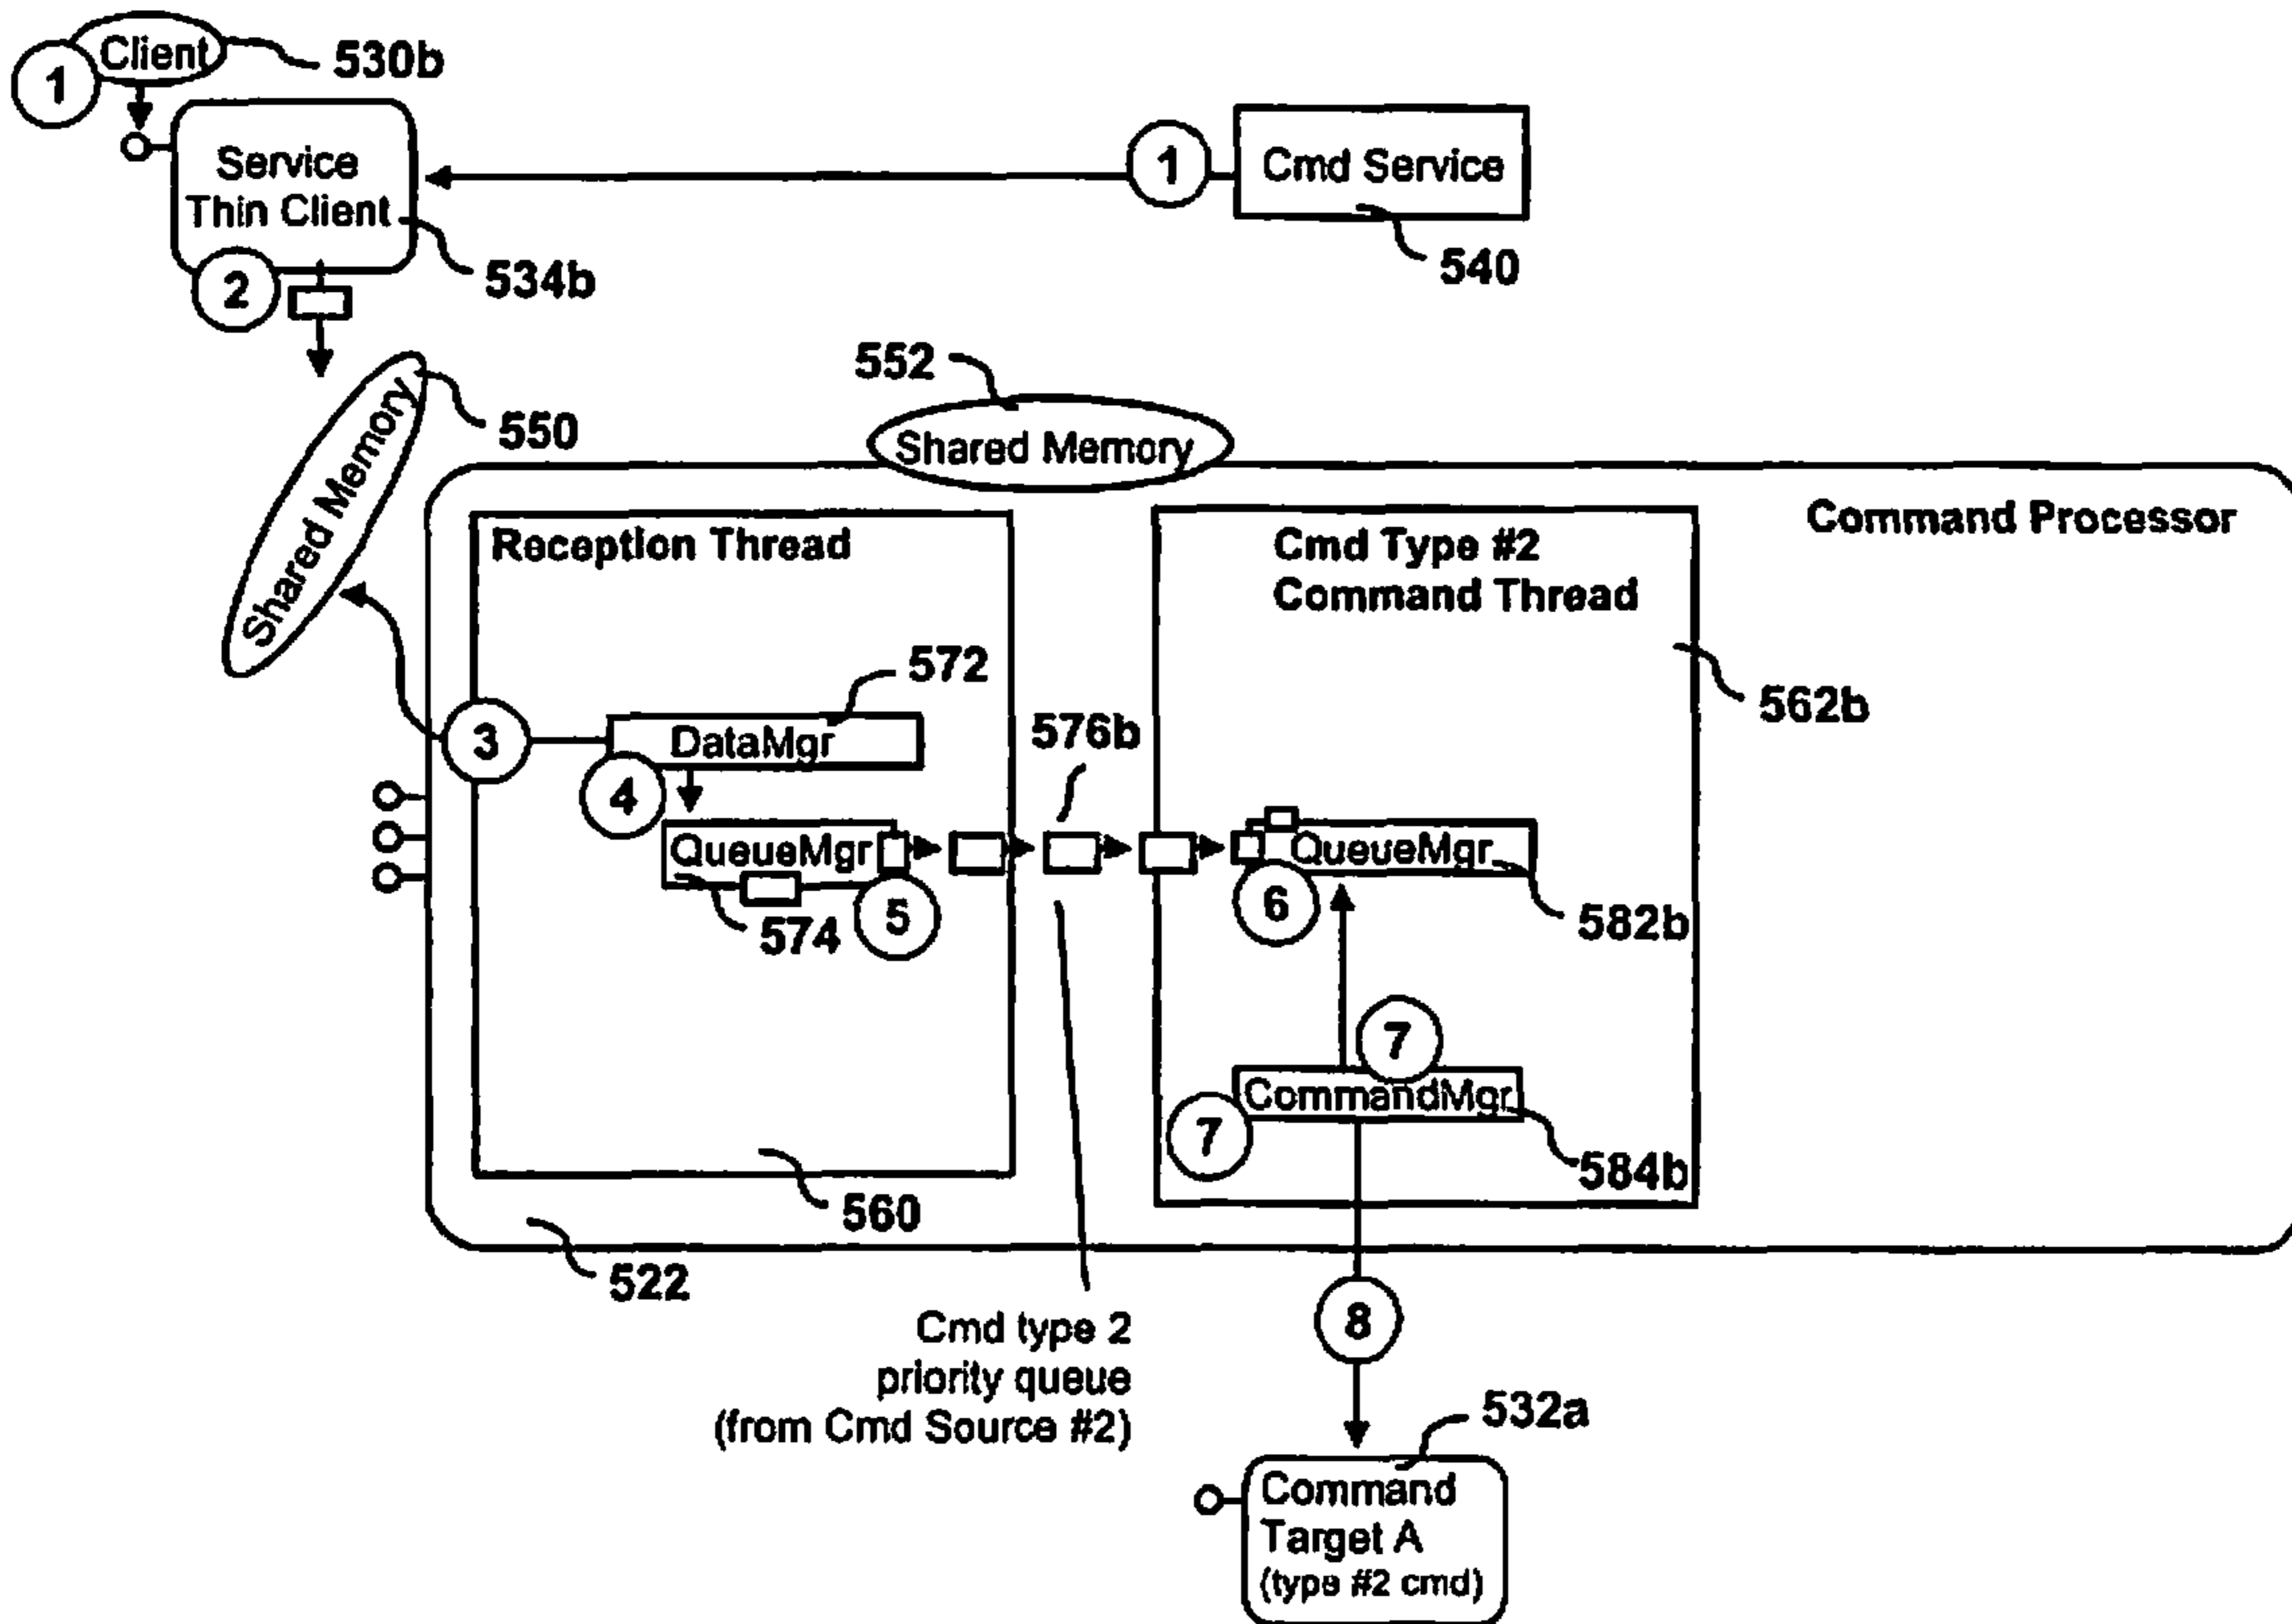 Client
530b
1
Service
Thin Client
534b
2
1
Cmd Service
540
Shared Memory
550
552
Shared Memory
Command Processor
Reception Thread
Cmd Type #2
Command Thread
562b
572
3
DataMgr
4
576b
QueueMgr
574
5
QueueMgr
6
582b
7
CommandMgr
7
584b
560
522
Cmd type 2
priority queue
(from Cmd Source #2)
8
532a
Command
Target A
(type #2 cmd)